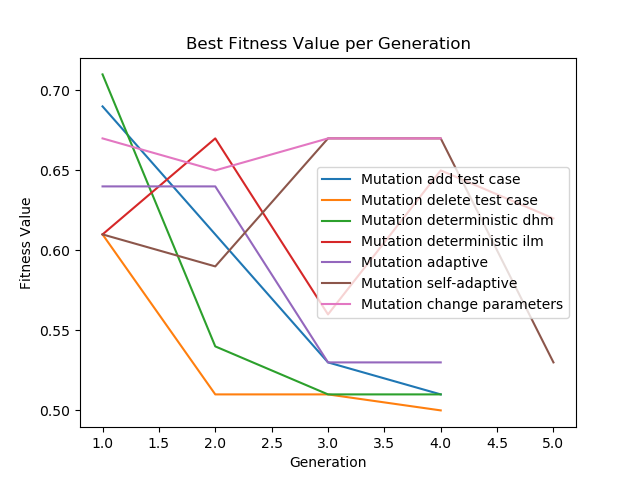 Best Fitness Value per Generation
Fitness Value
0.70
0.65
0.60
0.55
0.50
Mutation add test case
Mutation delete test case
Mutation deterministic dhm
Mutation deterministic ilm
Mutation adaptive
Mutation self-adaptive
Mutation change parameters
1.0 1.5 2.0 2.5 3.0 3.5 4.0 4.5 5.0
Generation